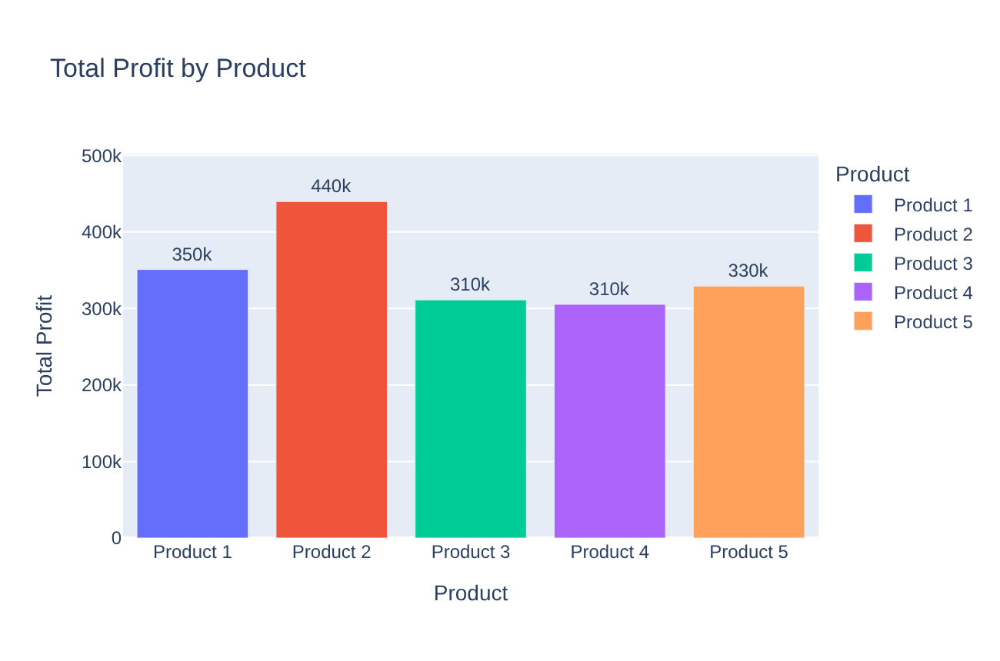 Total Profit by Product
500k
400k
300k
200k
100k
0
Total Profit
350k
440k
310k
310k
330k
Product 1
Product 2
Product 3
Product 4
Product 5
Product
Product
Product 1
Product 2
Product 3
Product 4
Product 5